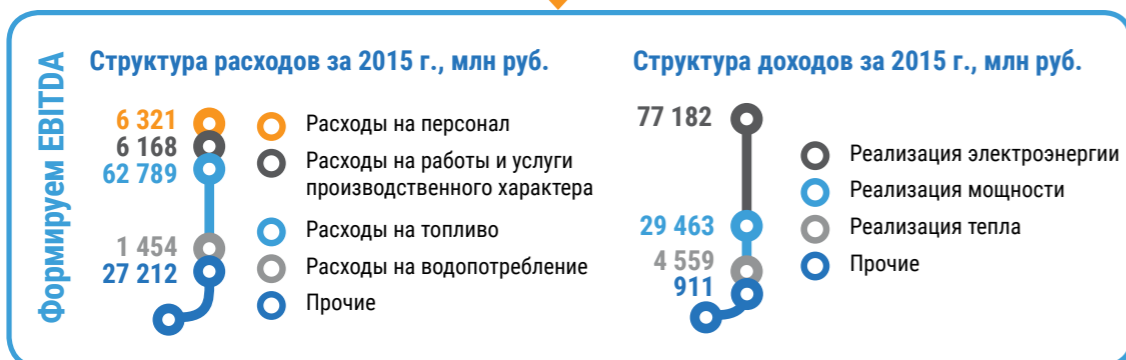 Формируем EBITDA
Структура расходов за 2015 г., млн руб.
6 321
6 168
62 789
1 454
27 212
Расходы на персонал
Расходы на работы и услуги
производственного характера
Расходы на топливо
Расходы на водопотребление
Прочие
Структура доходов за 2015 г., млн руб.
77 182
29 463
4 559
911
Реализация электроэнергии
Реализация мощности
Реализация тепла
Прочие